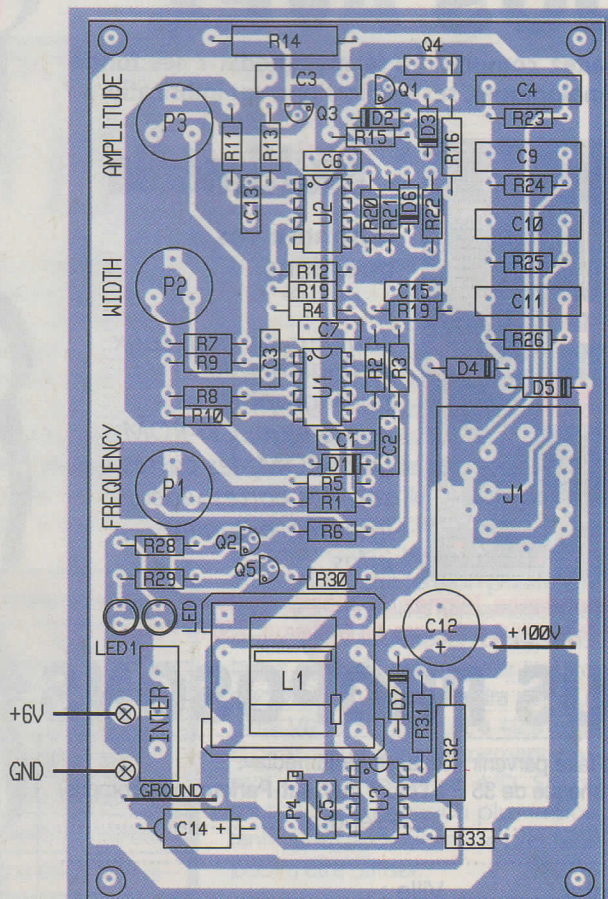 R14
Q4
C3
Q1
C4
AMPLITUDE
P3
Q3
D2
D3
R23
R11
R13
R15
R16
C6
C9
R24
C13
U2
R20
R21
D6
R22
C10
WIDTH
P2
R12
R19
R4
C15
R19
R25
C11
C7
R7
R9
C3
U1
R2
R3
R26
D4
D5
R8
R10
C1
C2
FREQUENCY
P1
D1
R5
R1
J1
R28
Q2
R6
R29
Q5
R30
LED1
LED
L1
C12
+
+100V
INTER
D7
R31
R32
+6V
GND
GROUND
C14 +
P4
C5
U3
R33